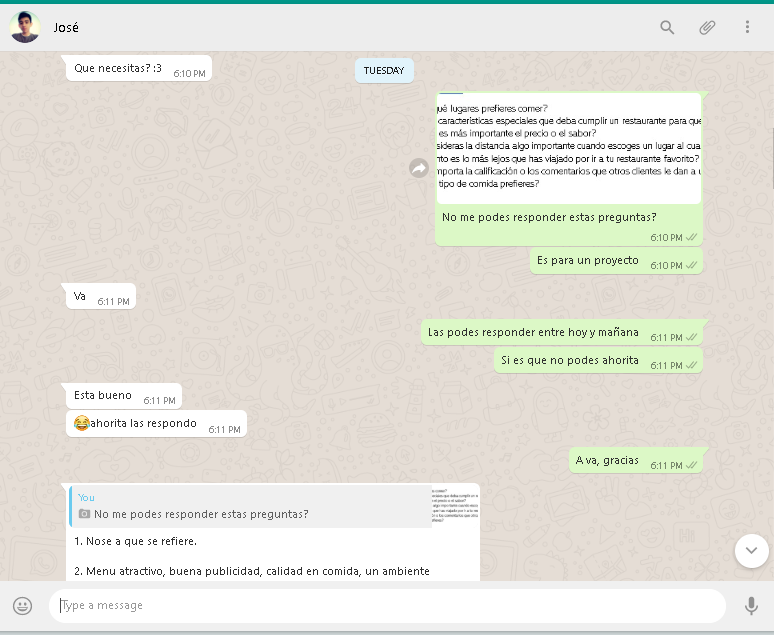 José
Que necesitas? :3
6:10 PM
TUESDAY
qué lugares prefieres comer?
características especiales que deba cumplir un restaurante para que
es más importante el precio o el sabor?
sideras la distancia algo importante cuando escoges un lugar al cua
nto es lo más lejos que has viajado por ir a tu restaurante favorito?
mporta la calificación o los comentarios que otros clientes le dan a u
tipo de comida prefieres?
No me podes responder estas preguntas?
6:10 PM
Es para un proyecto
6:10 PM
Va
6:11 PM
Las podes responder entre hoy y mañana
6:11 PM
Si es que no podes ahorita
6:11 PM
Esta bueno
6:11 PM
😂ahorita las respondo
6:11 PM
A va, gracias
6:11 PM
You
No me podes responder estas preguntas?
1. Nose a que se refiere.
2. Menu atractivo, buena publicidad, calidad en comida, un ambiente
Type a message